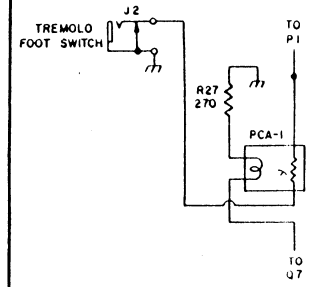 J2
TREMOLO
FOOT SWITCH
TO
P1
R27
270
PCA-1
TO
Q7